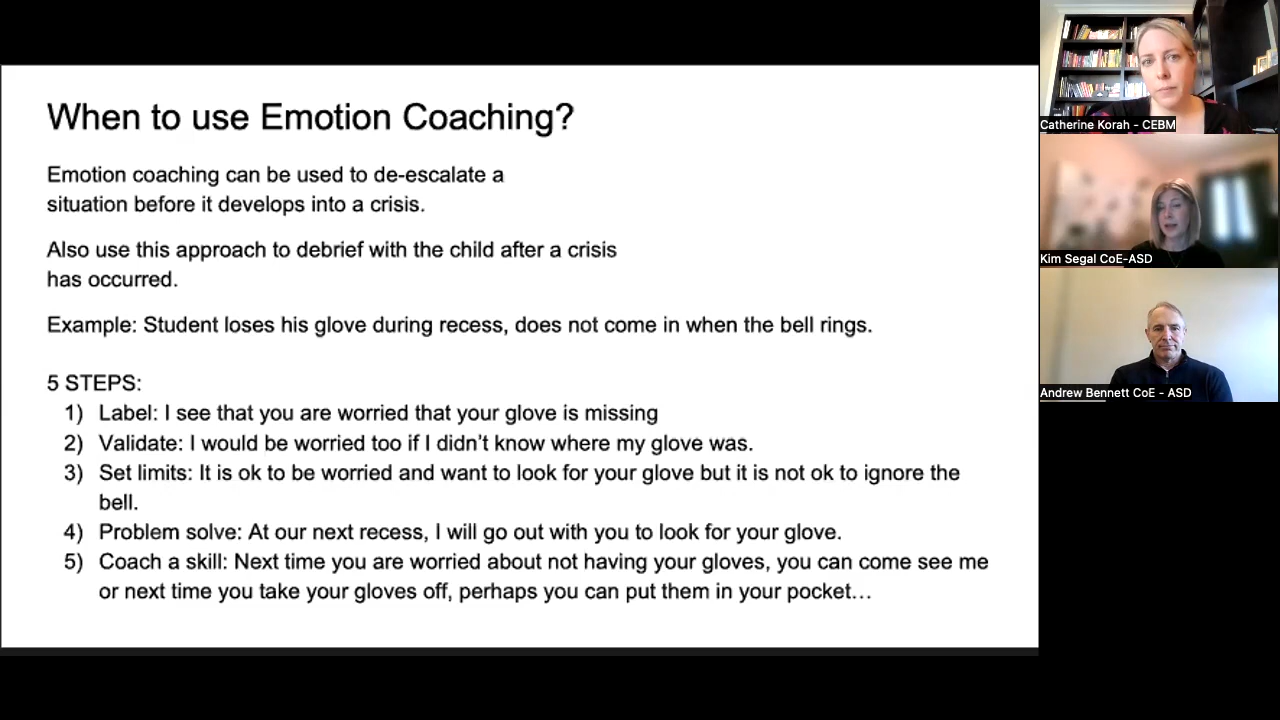 When to use Emotion Coaching?
Emotion coaching can be used to de-escalate a
situation before it develops into a crisis.
Also use this approach to debrief with the child after a crisis
has occurred.
Example: Student loses his glove during recess, does not come in when the bell rings.
5 STEPS:
1) Label: I see that you are worried that your glove is missing
2) Validate: I would be worried too if I didn’t know where my glove was.
3) Set limits: It is ok to be worried and want to look for your glove but it is not ok to ignore the
bell.
4) Problem solve: At our next recess, I will go out with you to look for your glove.
5) Coach a skill: Next time you are worried about not having your gloves, you can come see me
or next time you take your gloves off, perhaps you can put them in your pocket…
Catherine Korah - CEBM
Kim Segal CoE-ASD
Andrew Bennett CoE - ASD